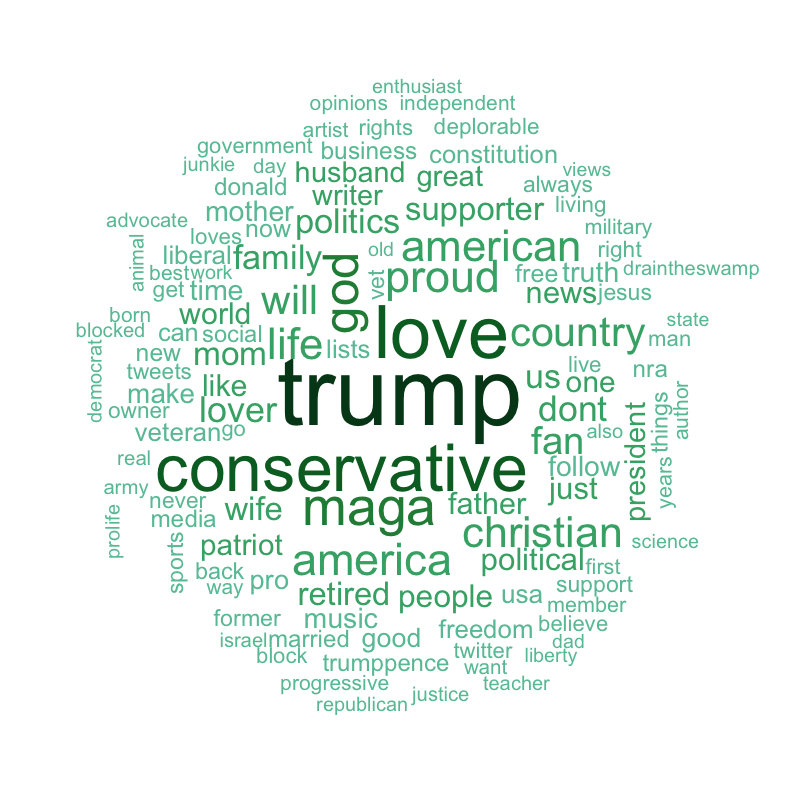 enthusiast
opinions independent
artist rights deplorable
government business constitution
junkie day husband great views
donald writer always
mother politics supporter living
advocate loves now american military
animal liberal family god old proud right
bestwork vet free truth draintheswamp
get time will news jesus
born world love country state
blocked can social life lists man
new mom trump us live nra
democrat tweets like one
make lover dont things author
owner fan also president
veteran go follow years
real conservative just
army never maga father christian science
prolife media wife
sports patriot america political first
back pro support
way retired people usa member
former music freedom believe
israel married good dad
block trumppence twitter liberty
want
progressive justice teacher
republican